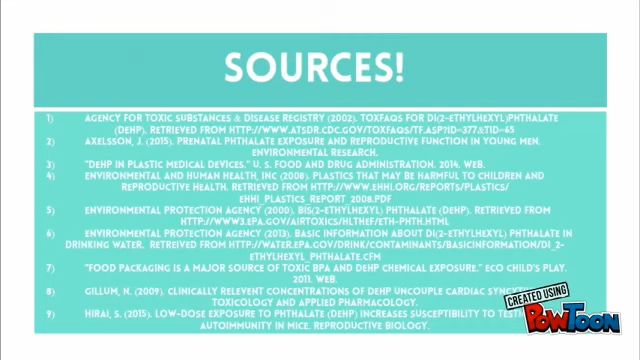 SOURCES!
1) AGENCY FOR TOXIC SUBSTANCES & DISEASE REGISTRY (2002). TOXFAQS FOR DI(2-ETHYLHEXYL)PHTHALATE
(DEHP). RETRIEVED FROM HTTP://WWW.ATSDR.CDC.GOV/TOXFAQS/TF.ASP?ID=377&TID=65
2) AXELSSON, J. (2015). PRENATAL PHTHALATE EXPOSURE AND REPRODUCTIVE FUNCTION IN YOUNG MEN.
ENVIRONMENTAL RESEARCH.
3) "DEHP IN PLASTIC MEDICAL DEVICES." U. S. FOOD AND DRUG ADMINISTRATION. 2014. WEB.
4) ENVIRONMENTAL AND HUMAN HEALTH, INC (2008). PLASTICS THAT MAY BE HARMFUL TO CHILDREN AND
REPRODUCTIVE HEALTH. RETRIEVED FROM HTTP://WWW.EHHI.ORG/REPORTS/PLASTICS/
EHHI_PLASTICS_REPORT_2008.PDF
5) ENVIRONMENTAL PROTECTION AGENCY (2000). BIS(2-ETHYLHEXYL) PHTHALATE (DEHP). RETRIEVED FROM
HTTP://WWW3.EPA.GOV/AIRTOXICS/HLTHEF/ETH-PHTH.HTML
6) ENVIRONMENTAL PROTECTION AGENCY (2013). BASIC INFORMATION ABOUT DI(2-ETHYLHEXYL) PHTHALATE IN
DRINKING WATER. RETREIVED FROM HTTP://WATER.EPA.GOV/DRINK/CONTAMINANTS/BASICINFORMATION/DI_2-
ETHYLHEXYL_PHTHALATE.CFM
7) "FOOD PACKAGING IS A MAJOR SOURCE OF TOXIC BPA AND DEHP CHEMICAL EXPOSURE." ECO CHILD'S PLAY.
2011. WEB.
8) GILLUM, N. (2009). CLINICALLY RELEVENT CONCENTRATIONS OF DEHP UNCOUPLE CARDIAC
TOXICOLOGY AND APPLIED PHARMACOLOGY.
9) HIRAI, S. (2015). LOW-DOSE EXPOSURE TO PHTHALATE (DEHP) INCREASES SUSCEPTIBILITY TO
AUTOIMMUNITY IN MICE. REPRODUCTIVE BIOLOGY.
CREATED USING
POWTOON